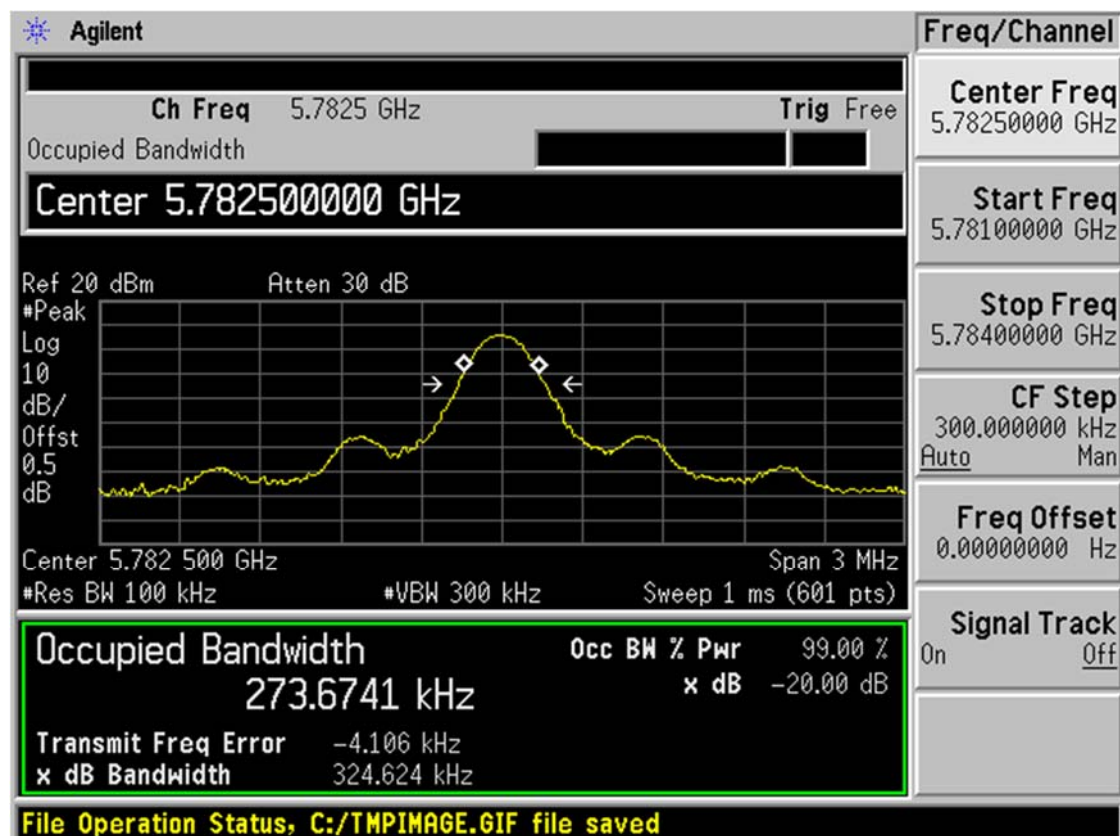 Agilent
Freq/Channel
Ch Freq 5.7825 GHz Trig Free
Occupied Bandwidth
Center 5.782500000 GHz
Ref 20 dBm Atten 30 dB
#Peak
Log
10
dB/
Offst
0.5
dB
Center 5.782 500 GHz Span 3 MHz
#Res BW 100 kHz #VBW 300 kHz Sweep 1 ms (601 pts)
Occupied Bandwidth
273.6741 kHz
Occ BW % Pwr 99.00 %
x dB -20.00 dB
Transmit Freq Error -4.106 kHz
x dB Bandwidth 324.624 kHz
Center Freq
5.78250000 GHz
Start Freq
5.78100000 GHz
Stop Freq
5.78400000 GHz
CF Step
300.000000 kHz
Auto Man
Freq Offset
0.00000000 Hz
Signal Track
On Off
File Operation Status, C:/TMPIMAGE.GIF file saved